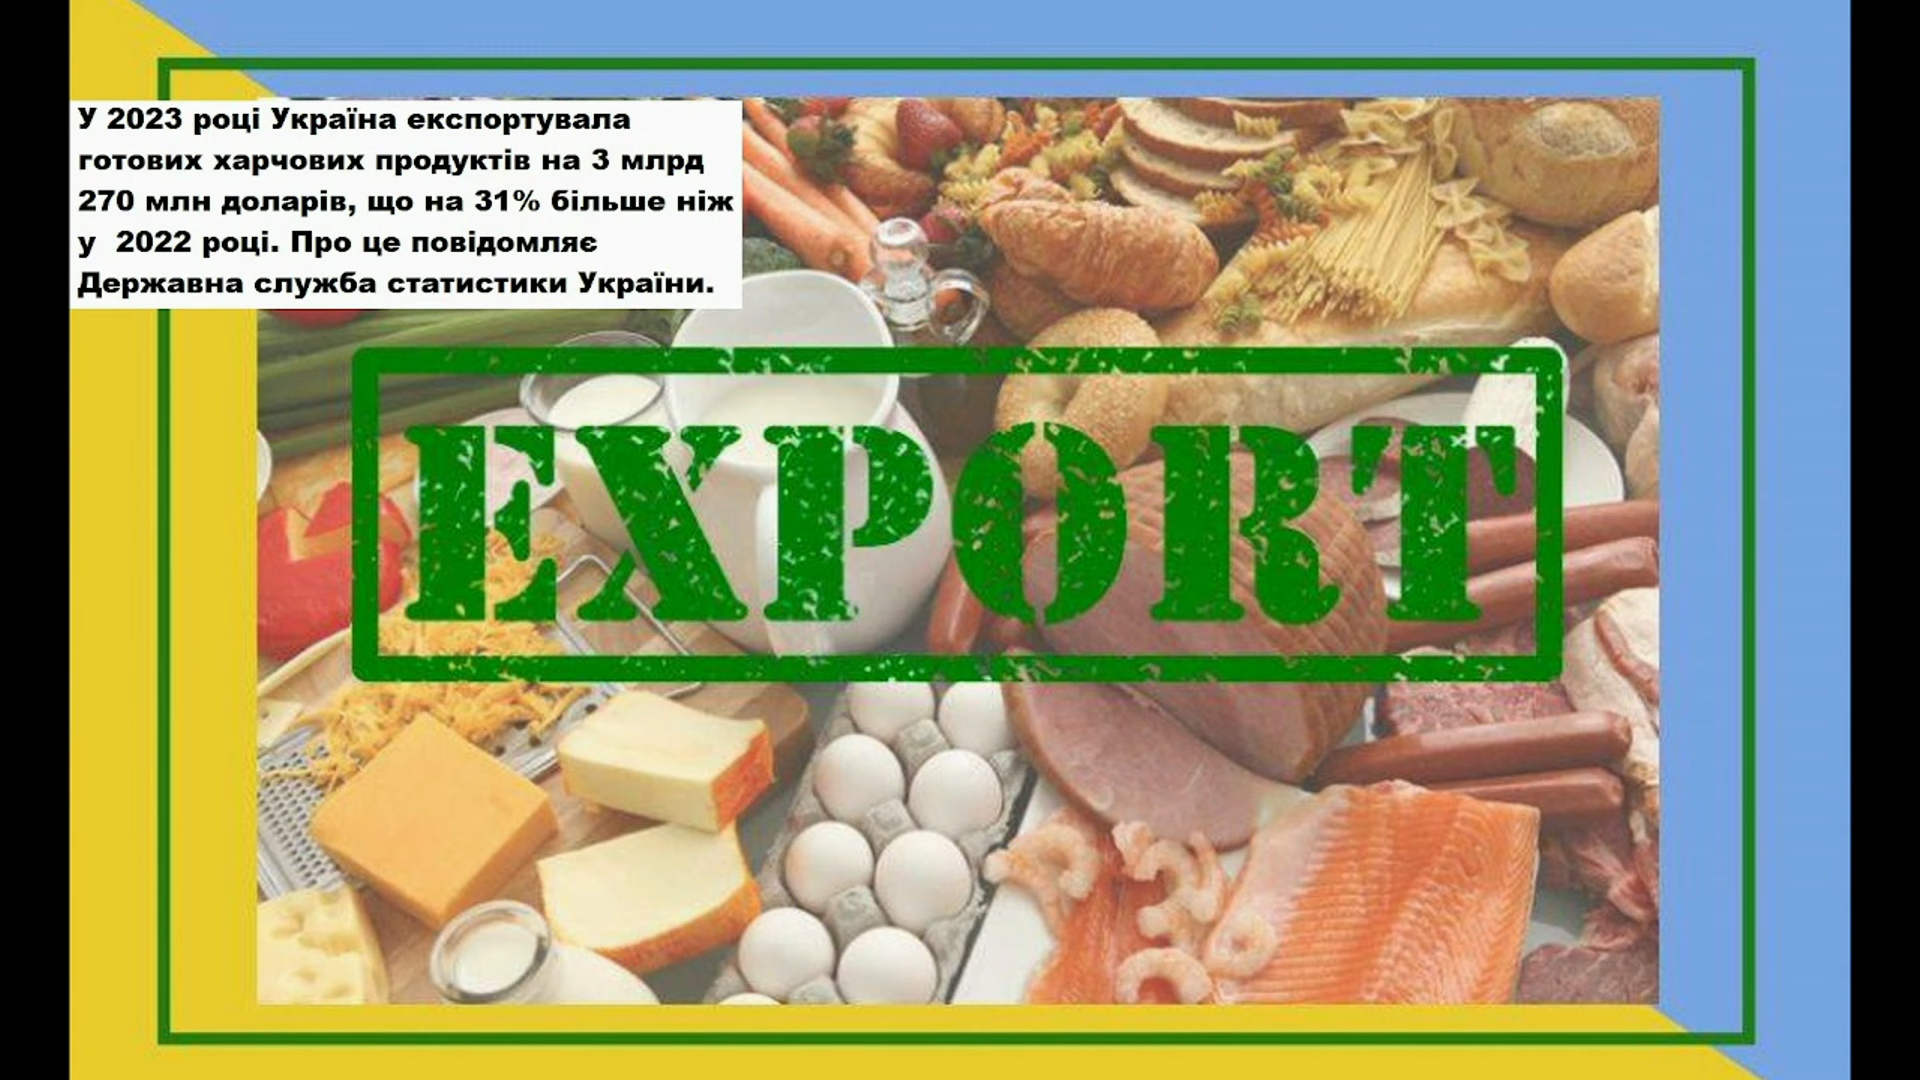 У 2023 році Україна експортувала
готових харчових продуктів на 3 млрд
270 млн доларів, що на 31% більше ніж
у  2022 році. Про це повідомляє
Державна служба статистики України.
EXPORT